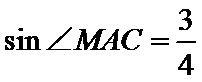 sin ∠MAC = 3/4